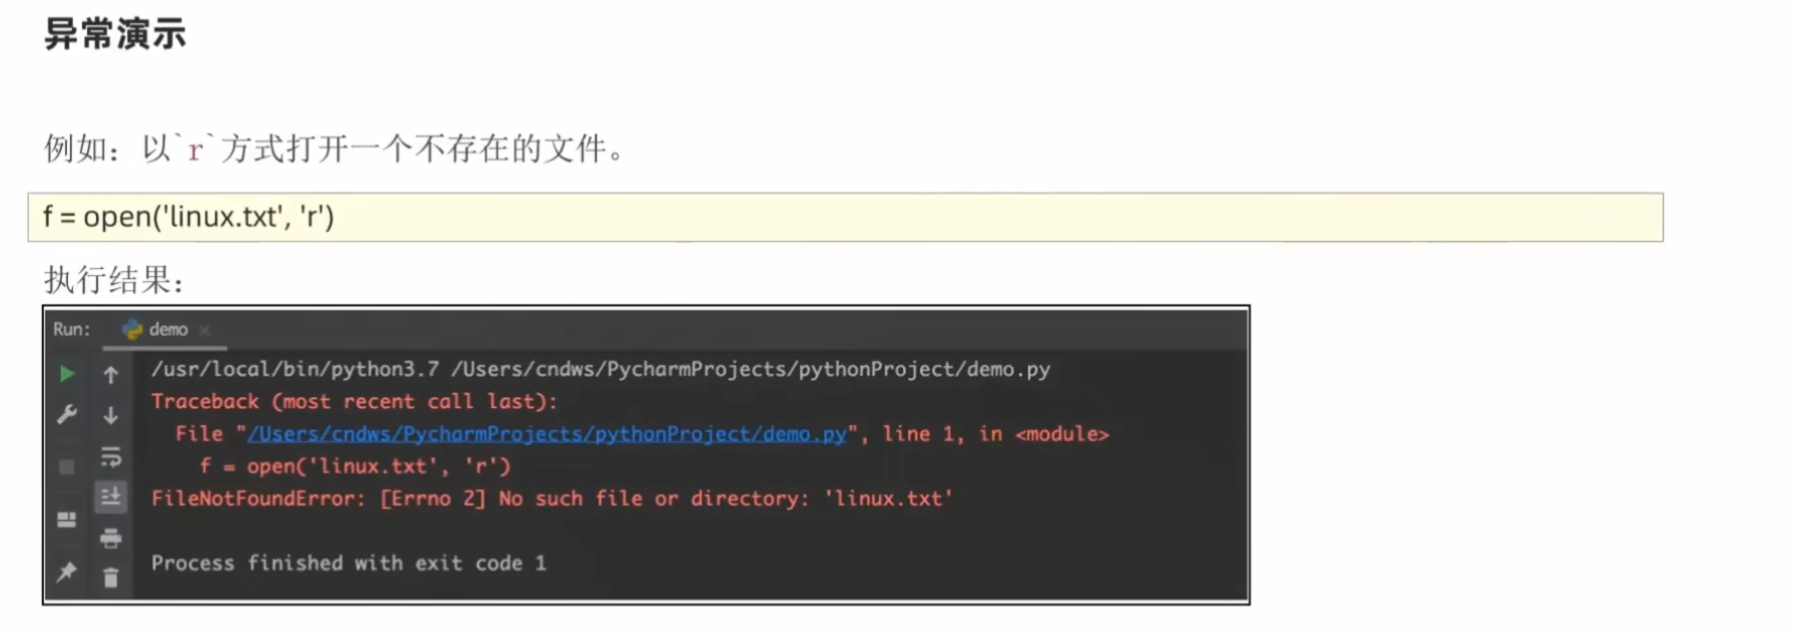 异常演示
例如：以`r`方式打开一个不存在的文件。
f = open('linux.txt', 'r')
执行结果：
Run: demo
/usr/local/bin/python3.7 /Users/cndws/PycharmProjects/pythonProject/demo.py
Traceback (most recent call last):
File "/Users/cndws/PycharmProjects/pythonProject/demo.py", line 1, in <module>
f = open('linux.txt', 'r')
FileNotFoundError: [Errno 2] No such file or directory: 'linux.txt'
Process finished with exit code 1